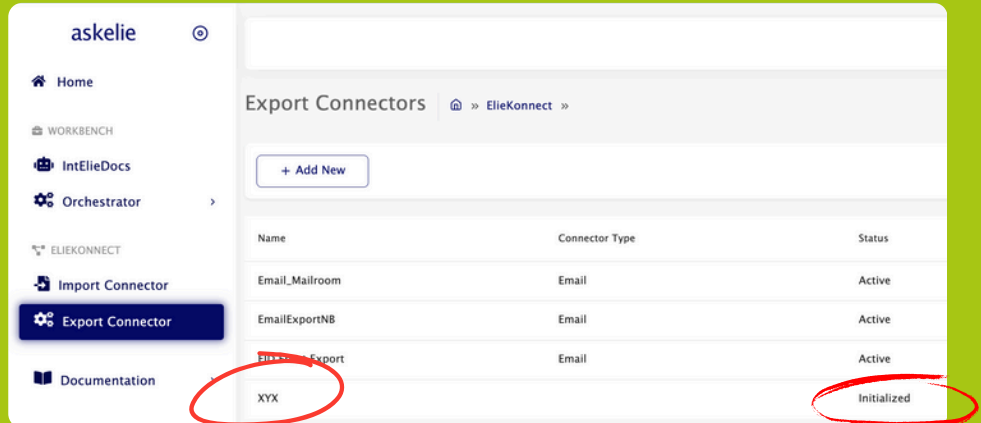 askelie
Home
WORKBENCH
IntElieDocs
Orchestrator
ELIEKONNECT
Import Connector
Export Connector
Documentation
Export Connectors » ElieKonnect »
+ Add New
Name Connector Type Status
Email_Mailroom Email Active
EmailExportNB Email Active
Export Email Active
XYX Initialized